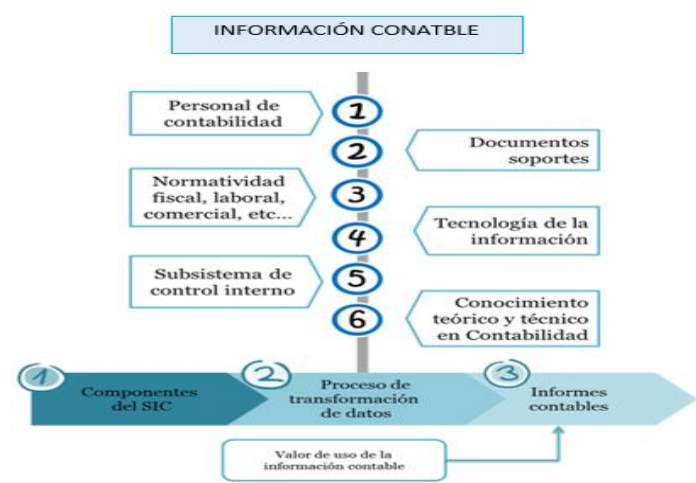 INFORMACIÓN CONATBLE
Personal de
contabilidad
1
2
Documentos
soportes
Normatividad
fiscal, laboral,
comercial, etc...
3
4
Tecnología de la
información
Subsistema de
control interno
5
6
Conocimiento
teórico y técnico
en Contabilidad
1
Componentes
del SIC
2
Proceso de
transformación
de datos
3
Informes
contables
Valor de uso de la
información contable